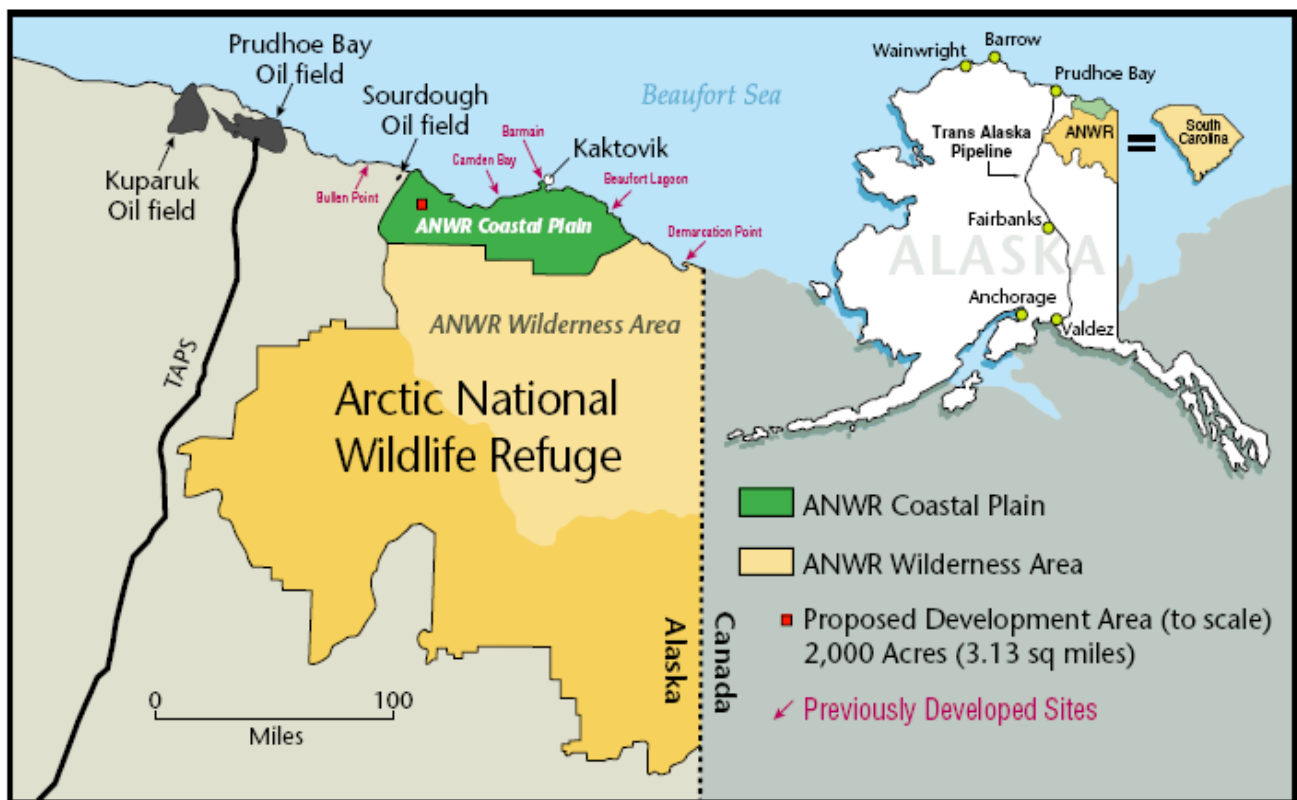 Prudhoe Bay
Oil field
Sourdough
Oil field
Kuparuk
Oil field
Bullen Point
Camden Bay
Barmain
Kaktovik
Beaufort Lagoon
Demarcation Point
Beaufort Sea
ANWR Coastal Plain
ANWR Wilderness Area
Arctic National
Wildlife Refuge
TAPS
0 100
Miles
Alaska
Canada
Wainwright
Barrow
Prudhoe Bay
Trans Alaska
Pipeline
ANWR
=
South
Carolina
Fairbanks
ALASKA
Anchorage
Valdez
ANWR Coastal Plain
ANWR Wilderness Area
Proposed Development Area (to scale)
2,000 Acres (3.13 sq miles)
Previously Developed Sites